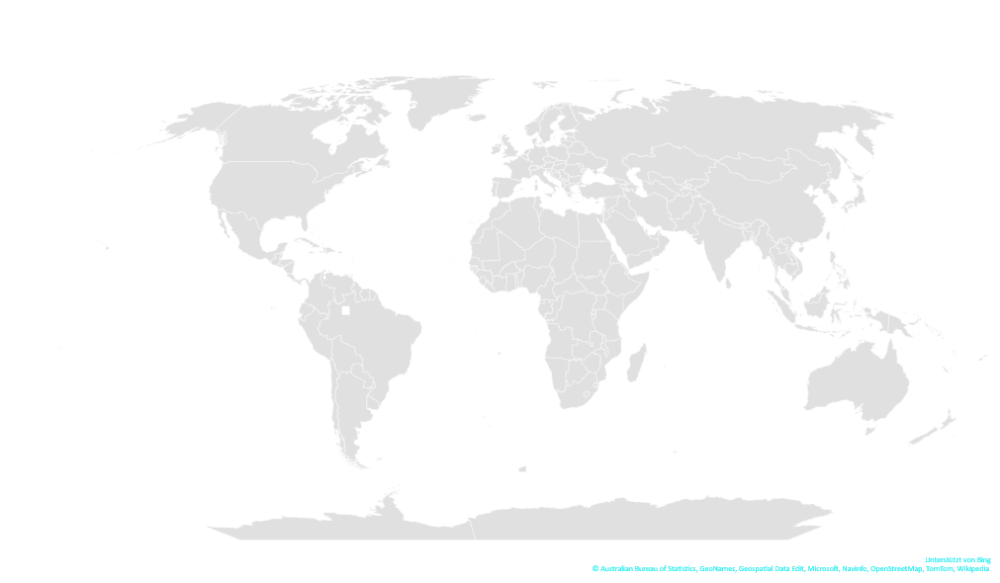 Unterstützt von Bing
© Australian Bureau of Statistics, GeoNames, Geospatial Data Edit, Microsoft, Navinfo, OpenStreetMap, TomTom, Wikipedia